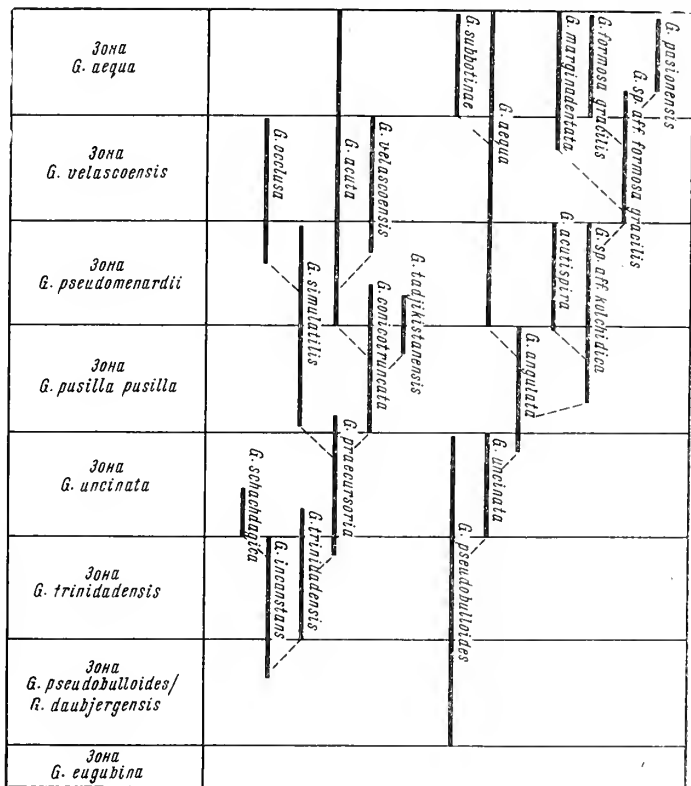 Зона
G. aequa
Зона
G. velascoensis
Зона
G. pseudomenardii
Зона
G. pusilla pusilla
Зона
G. uncinata
Зона
G. trinidadensis
Зона
G. pseudobulloides/
G. daubjergensis
Зона
G. eugubina
G. occlusa
G. acuta
G. velascoensis
G. subbotinae
G. aequa
G. marginadentata
G. formosa gracilis
G. sp. aff. formosa gracilis
G. pasionensis
G. simulatilis
G. conicotruncata
G. tadjikistanensis
G. acutispira
G. sp. aff. kolchidica
G. angulata
G. schachdagica
G. inconstans
G. trinidadensis
G. praecursoria
G. pseudobulloides
G. uncinata